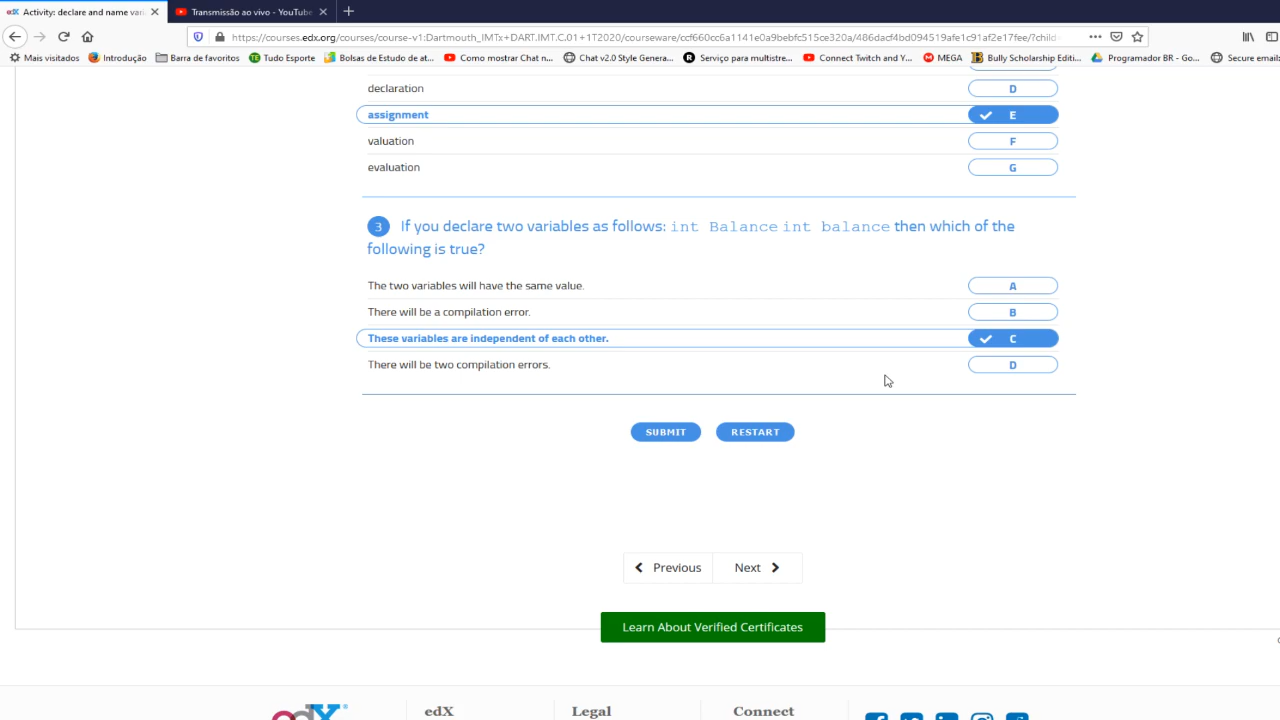 Activity: declare and name vari
Transmissão ao vivo - YouTube
https://courses.edx.org/courses/course-v1:Dartmouth_IMTx+DART.IMT.C.01+1T2020/courseware/ccf660cc6a1141e0a9bebfc515ce320a/486dacf4bd094519afe1c91af2e17fee/?child
Mais visitados
Introdução
Barra de favoritos
TE Tudo Esporte
Bolsas de Estudo de at...
Como mostrar Chat n...
Chat v2.0 Style Genera...
R Serviço para multistre...
Connect Twitch and Y...
M MEGA
B Bully Scholarship Editi...
Programador BR - Go...
Secure email:
declaration D
assignment E
valuation F
evaluation G
3 If you declare two variables as follows: int Balance int balance then which of the
following is true?
The two variables will have the same value. A
There will be a compilation error. B
These variables are independent of each other. C
There will be two compilation errors. D
SUBMIT RESTART
Previous Next
Learn About Verified Certificates
edX
edX Legal Connect